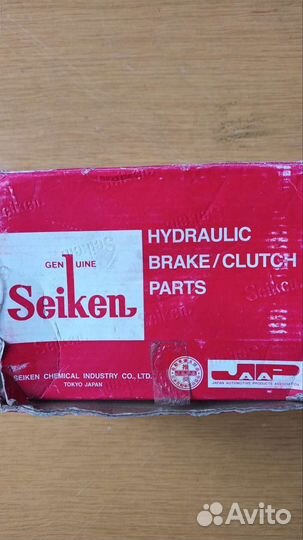 GENUINE
Seiken
HYDRAULIC
BRAKE/CLUTCH
PARTS
SEIKEN CHEMICAL INDUSTRY CO., LTD.
TOKYO JAPAN
JAAP
JAPAN AUTOMOTIVE PRODUCTS ASSOCIATION
Avito